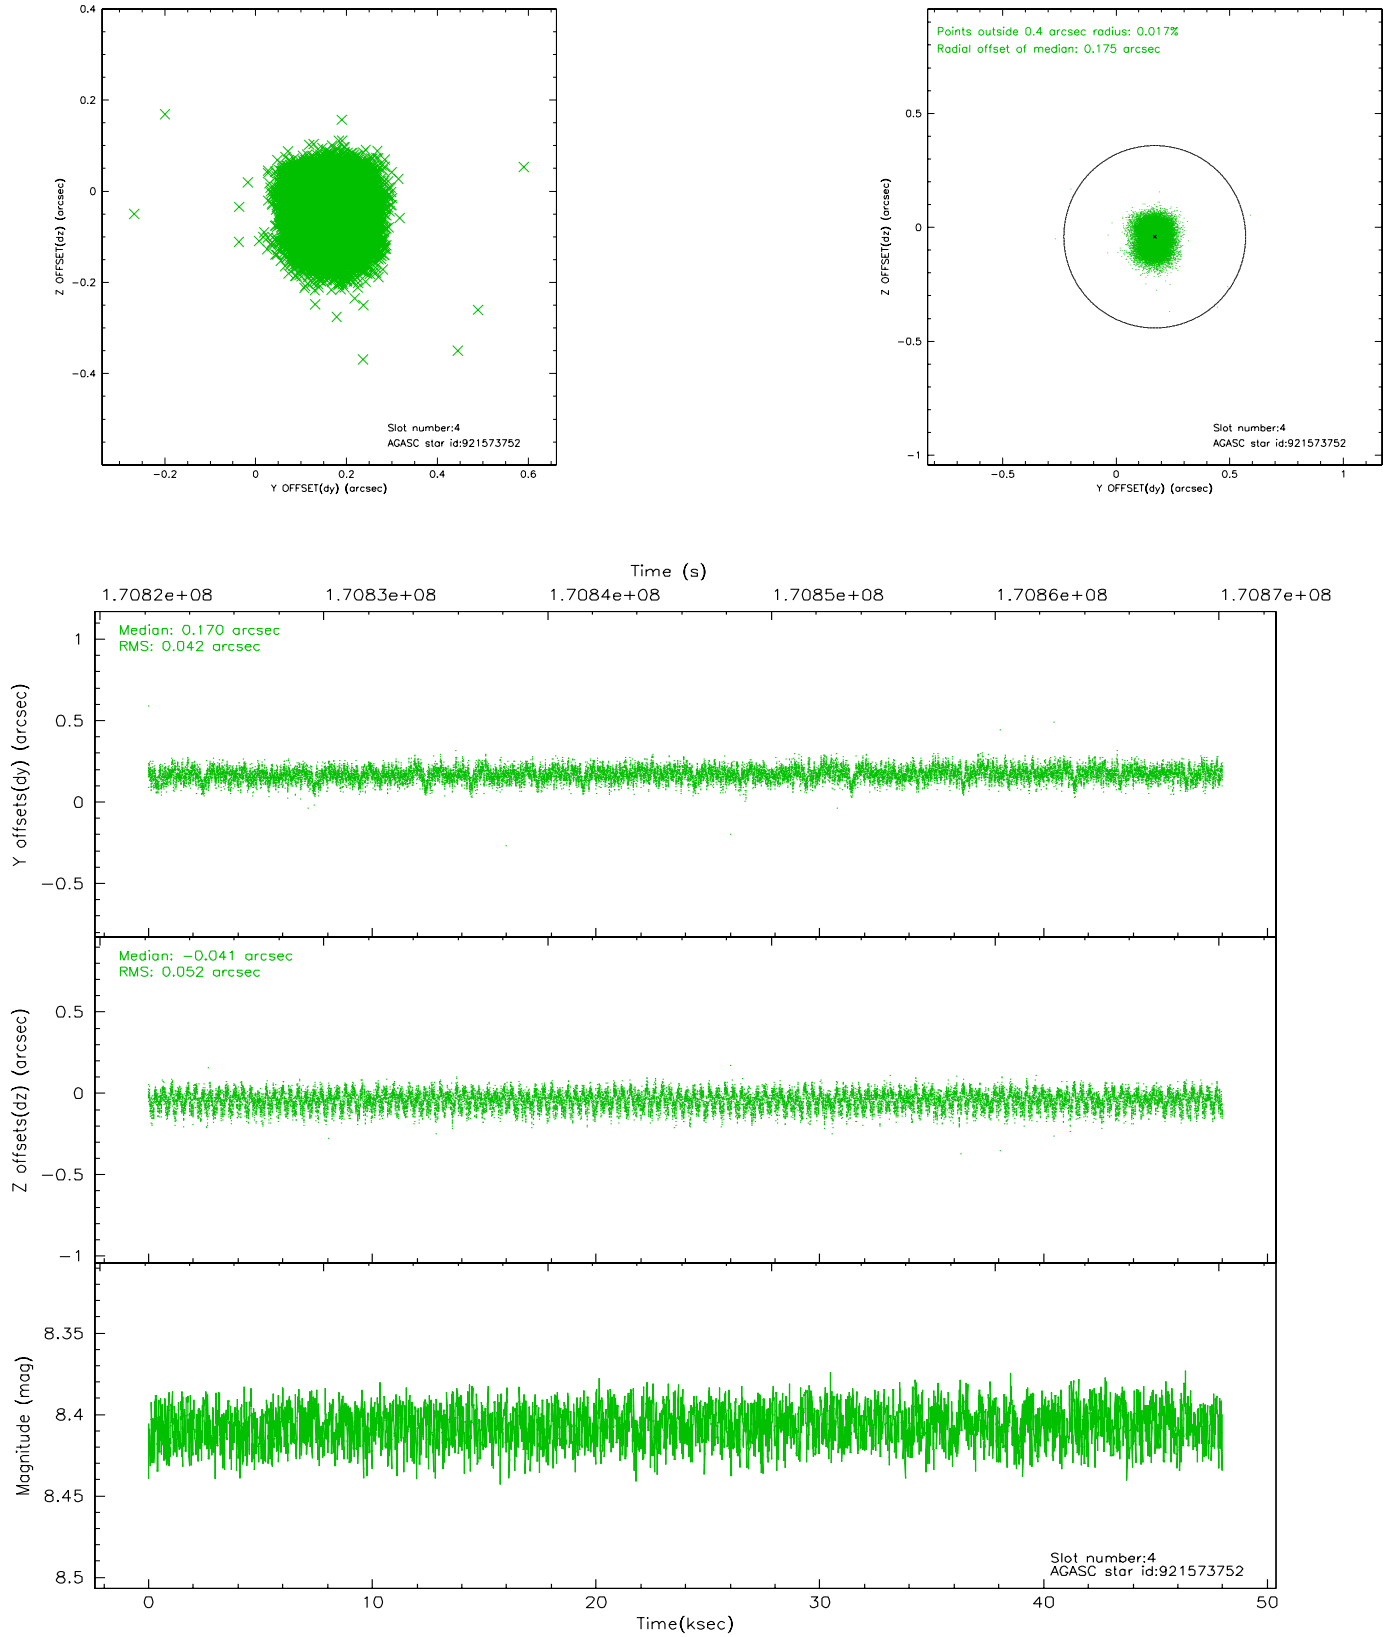 0.4
0.2
0
−0.2
−0.4
Z OFFSET(dz) (arcsec)
−0.2 0 0.2 0.4 0.6
Y OFFSET(dy) (arcsec)
Slot number:4
AGASC star id:921573752
Points outside 0.4 arcsec radius: 0.017%
Radial offset of median: 0.175 arcsec
0.5
0
−0.5
−1
Z OFFSET(dz) (arcsec)
−0.5 0 0.5 1
Y OFFSET(dy) (arcsec)
Slot number:4
AGASC star id:921573752
Time (s)
1.7082e+08 1.7083e+08 1.7084e+08 1.7085e+08 1.7086e+08 1.7087e+08
Median: 0.170 arcsec
RMS: 0.042 arcsec
1
0.5
0
−0.5
Y offsets(dy) (arcsec)
Median: −0.041 arcsec
RMS: 0.052 arcsec
0.5
0
−0.5
−1
Z offsets(dz) (arcsec)
8.35
8.4
8.45
8.5
Magnitude (mag)
Slot number:4
AGASC star id:921573752
0 10 20 30 40 50
Time(ksec)